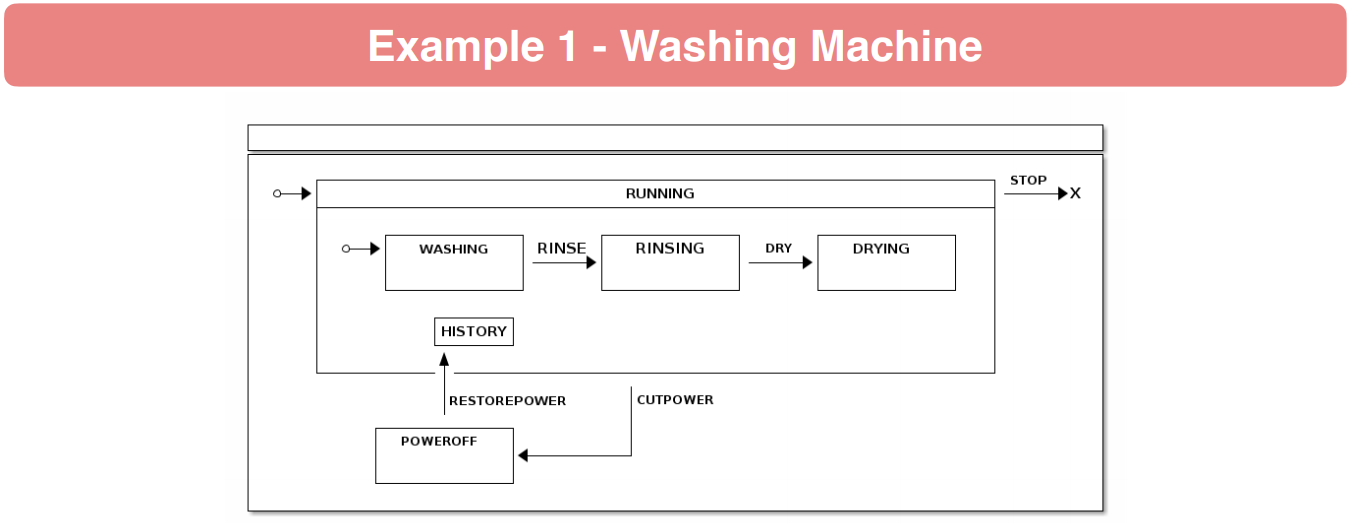 Example 1 - Washing Machine
STOP
X
RUNNING
WASHING
RINSE
RINSING
DRY
DRYING
HISTORY
RESTOREPOWER
CUTPOWER
POWEROFF